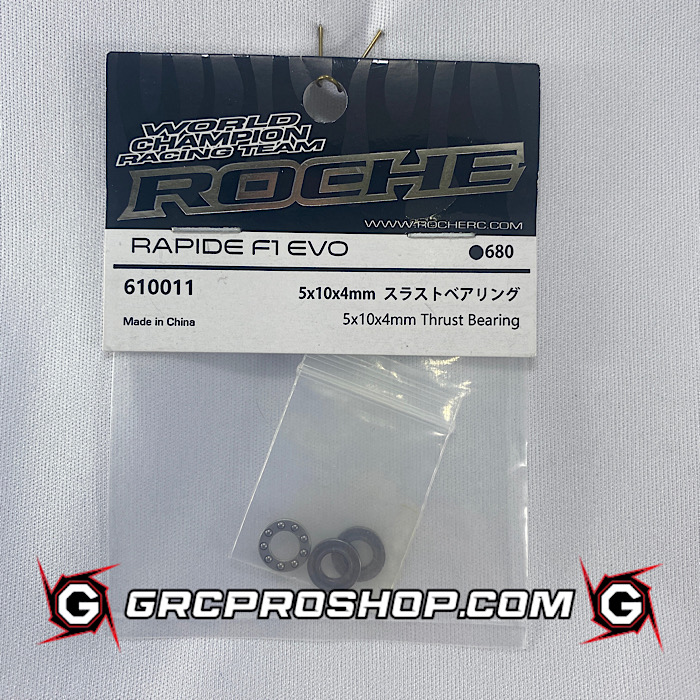 WORLD
CHAMPION
RACING TEAM
ROCHE
WWW.ROCHERC.COM
RAPIDE F1 EVO
●680
610011
5x10x4mm スラストベアリング
Made in China
5x10x4mm Thrust Bearing
G GRCPROSHOP.COM G